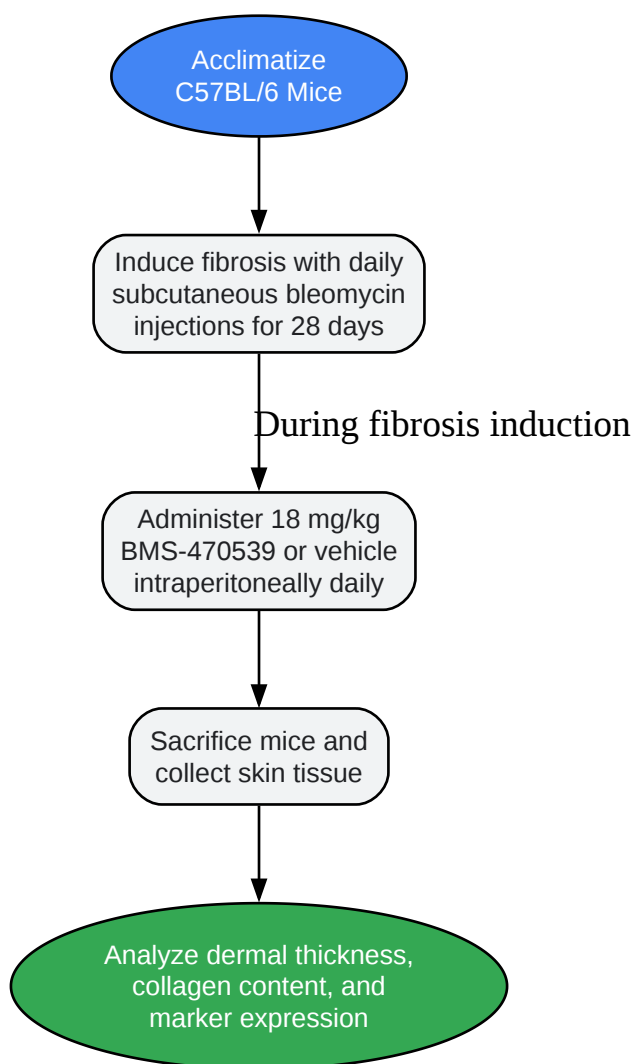 Acclimatize
C57BL/6 Mice
Induce fibrosis with daily
subcutaneous bleomycin
injections for 28 days
During fibrosis induction
Administer 18 mg/kg
BMS-470539 or vehicle
intraperitoneally daily
Sacrifice mice and
collect skin tissue
Analyze dermal thickness,
collagen content, and
marker expression